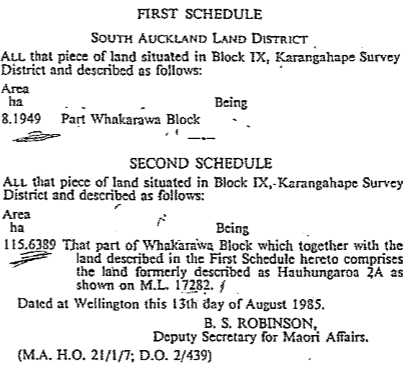 FIRST SCHEDULE
SOUTH AUCKLAND LAND DISTRICT
ALL that piece of land situated in Block IX, Karangahape Survey
District and described as follows:
Area
ha Being
8.1949 Part Whakarawa Block
SECOND SCHEDULE
ALL that piece of land situated in Block IX, Karangahape Survey
District and described as follows:
Area
ha Being
115.6389 That part of Whakarawa Block which together with the
land described in the First Schedule hereto comprises
the land formerly described as Hauhungaroa 2A as
shown on M.L. 17282.
Dated at Wellington this 13th day of August 1985.
B. S. ROBINSON,
Deputy Secretary for Maori Affairs.
(M.A. H.O. 21/1/7; D.O. 2/439)